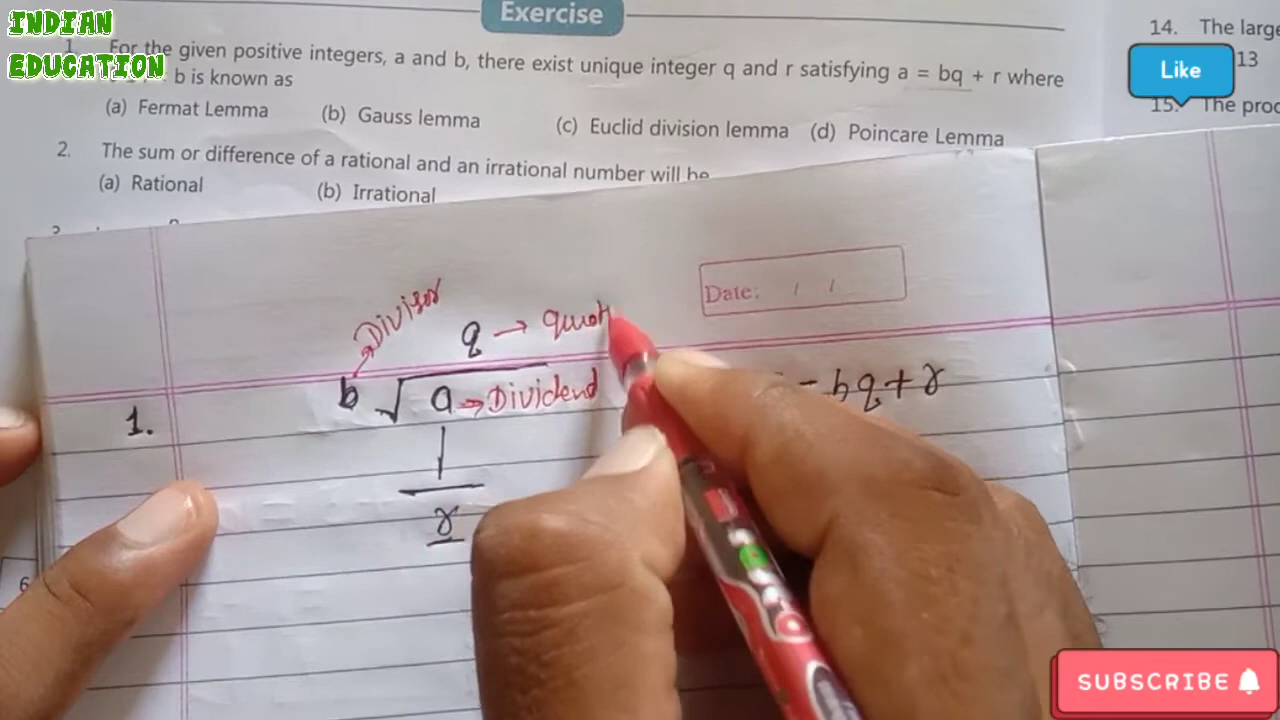 INDIAN
EDUCATION
Exercise
1. For the given positive integers, a and b, there exist unique integer q and r satisfying a = bq + r where
b is known as
(a) Fermat Lemma (b) Gauss lemma (c) Euclid division lemma (d) Poincare Lemma
2. The sum or difference of a rational and an irrational number will be
(a) Rational (b) Irrational
14. The large
13
15. The proc
Like
Date: / /
Divisor
q → quot
b a → Dividend
= bq + r
1.
r
6
SUBSCRIBE